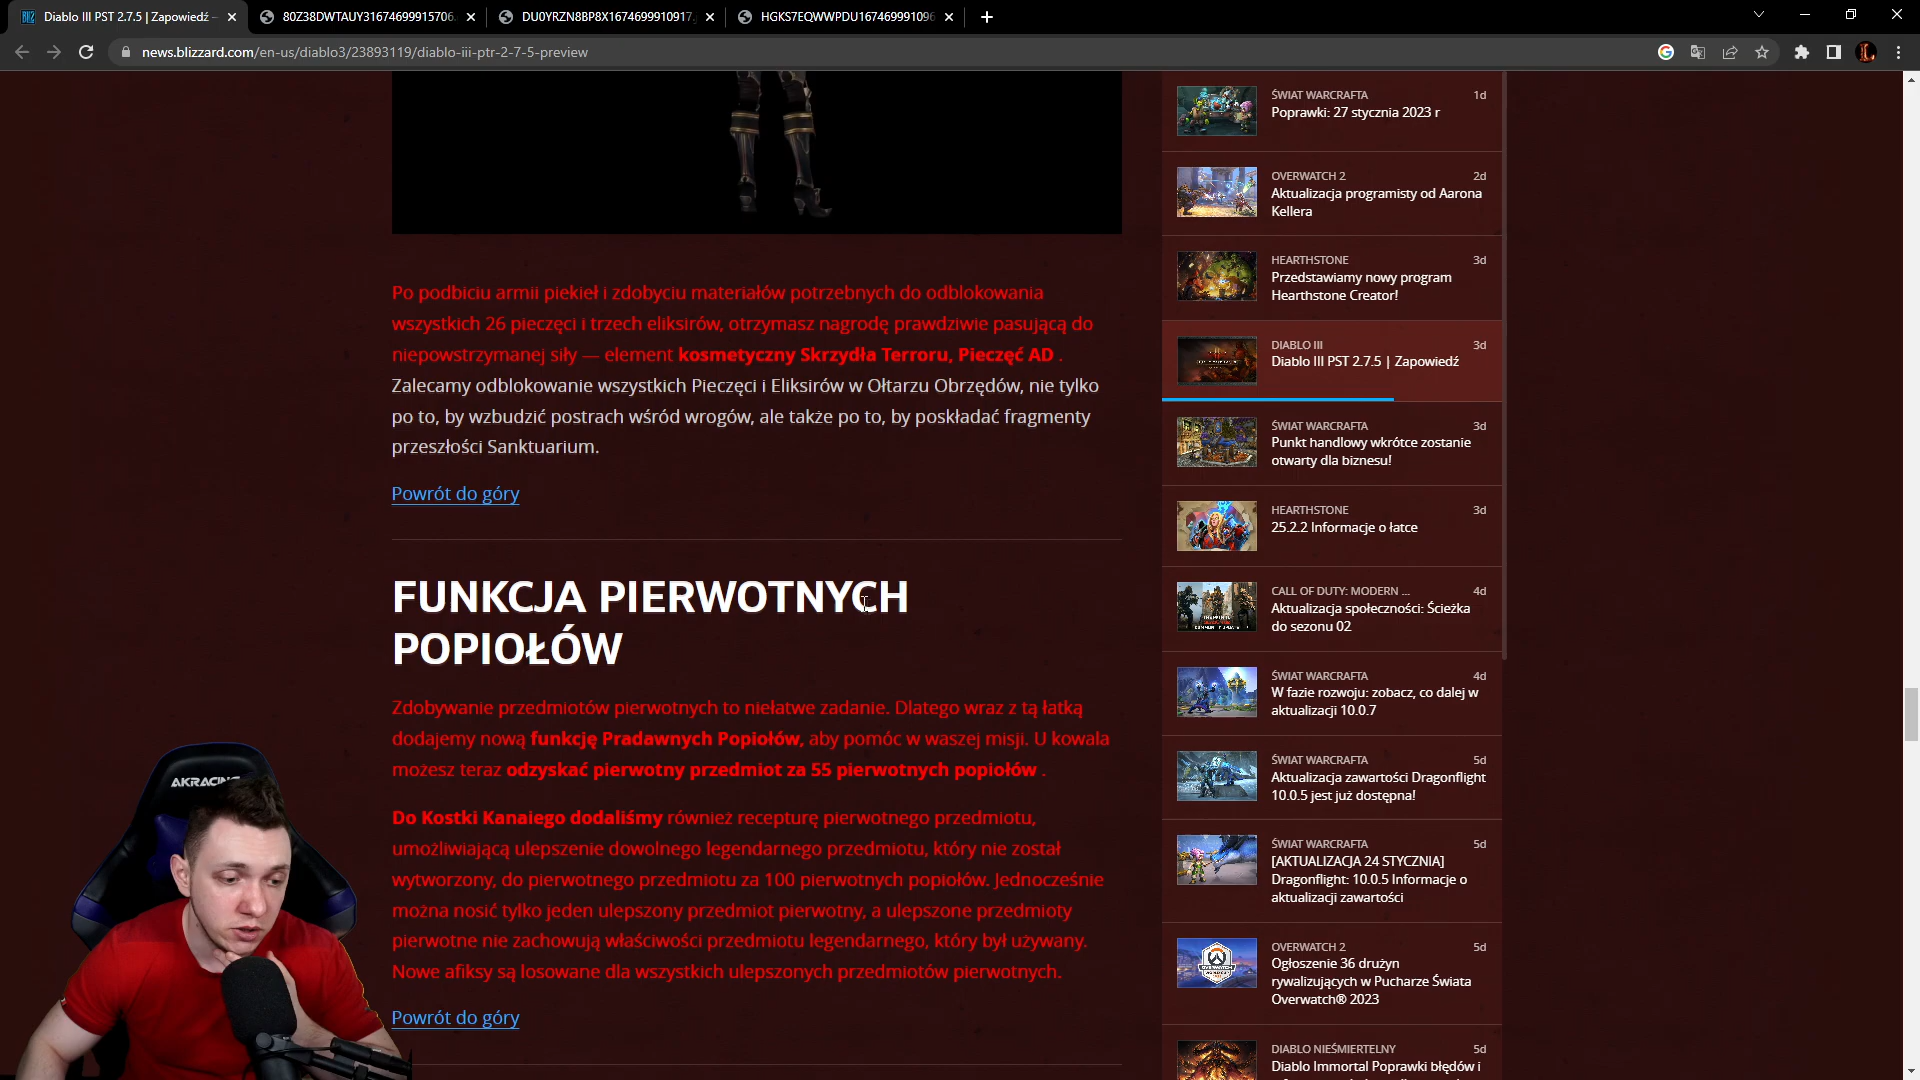 Diablo III PST 2.7.5 | Zapowiedź –
80Z38DWTAUY31674699915706.
DU0YRZN8BP8X1674699910917.
HGKS7EQWWPDU167469991096
news.blizzard.com/en-us/diablo3/23893119/diablo-iii-ptr-2-7-5-preview
Po podbiciu armii piekieł i zdobyciu materiałów potrzebnych do odblokowania
wszystkich 26 pieczęci i trzech eliksirów, otrzymasz nagrodę prawdziwie pasującą do
niepowstrzymanej siły — element kosmetyczny Skrzydła Terroru, Pieczęć AD .
Zalecamy odblokowanie wszystkich Pieczęci i Eliksirów w Ołtarzu Obrzędów, nie tylko
po to, by wzbudzić postrach wśród wrogów, ale także po to, by poskładać fragmenty
przeszłości Sanktuarium.
Powrót do góry
FUNKCJA PIERWOTNYCH
POPIOŁÓW
Zdobywanie przedmiotów pierwotnych to niełatwe zadanie. Dlatego wraz z tą łatką
dodajemy nową funkcję Pradawnych Popiołów, aby pomóc w waszej misji. U kowala
możesz teraz odzyskać pierwotny przedmiot za 55 pierwotnych popiołów .
Do Kostki Kanaiego dodaliśmy również recepturę pierwotnego przedmiotu,
umożliwiającą ulepszenie dowolnego legendarnego przedmiotu, który nie został
wytworzony, do pierwotnego przedmiotu za 100 pierwotnych popiołów. Jednocześnie
można nosić tylko jeden ulepszony przedmiot pierwotny, a ulepszone przedmioty
pierwotne nie zachowują właściwości przedmiotu legendarnego, który był używany.
Nowe afiksy są losowane dla wszystkich ulepszonych przedmiotów pierwotnych.
Powrót do góry
ŚWIAT WARCRAFTA 1d
Poprawki: 27 stycznia 2023 r
OVERWATCH 2 2d
Aktualizacja programisty od Aarona
Kellera
HEARTHSTONE 3d
Przedstawiamy nowy program
Hearthstone Creator!
DIABLO III 3d
Diablo III PST 2.7.5 | Zapowiedź
ŚWIAT WARCRAFTA 3d
Punkt handlowy wkrótce zostanie
otwarty dla biznesu!
HEARTHSTONE 3d
25.2.2 Informacje o łatce
CALL OF DUTY: MODERN ... 4d
Aktualizacja społeczności: Ścieżka
do sezonu 02
ŚWIAT WARCRAFTA 4d
W fazie rozwoju: zobacz, co dalej w
aktualizacji 10.0.7
ŚWIAT WARCRAFTA 5d
Aktualizacja zawartości Dragonflight
10.0.5 jest już dostępna!
ŚWIAT WARCRAFTA 5d
[AKTUALIZACJA 24 STYCZNIA]
Dragonflight: 10.0.5 Informacje o
aktualizacji zawartości
OVERWATCH 2 5d
Ogłoszenie 36 drużyn
rywalizujących w Pucharze Świata
Overwatch® 2023
DIABLO NIEŚMIERTELNY 5d
Diablo Immortal Poprawki błędów i
AKRACING